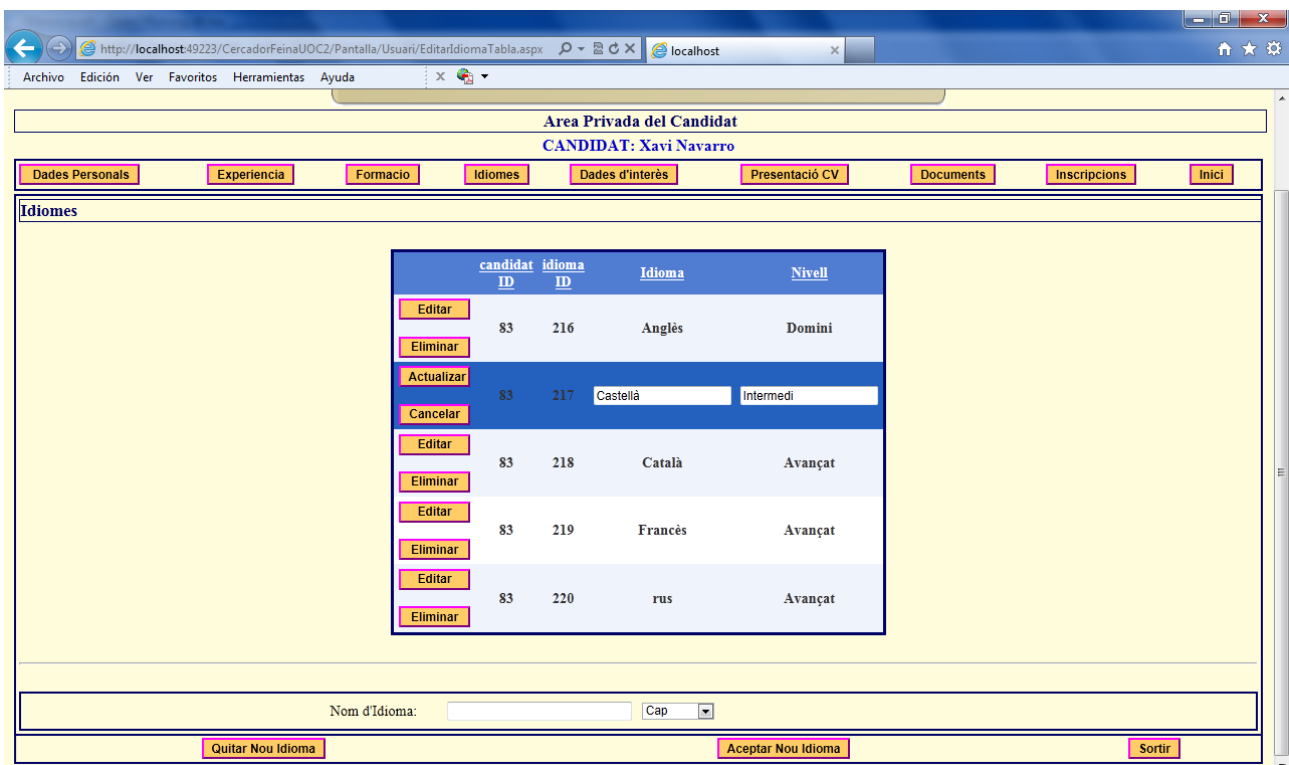 http://localhost:49223/CercadorFeinaUOC2/Pantalla/Usuari/EditarIdiomaTabla.aspx localhost
Archivo Edición Ver Favoritos Herramientas Ayuda
Area Privada del Candidat
CANDIDAT: Xavi Navarro
Dades Personals Experiencia Formacio Idiomes Dades d'interès Presentació CV Documents Inscripcions Inici
Idiomes
candidat idioma
ID ID Idioma Nivell
Editar
83 216 Anglès Domini
Eliminar
Actualizar
83 217 Castellà Intermedi
Cancelar
Editar
83 218 Català Avançat
Eliminar
Editar
83 219 Francès Avançat
Eliminar
Editar
83 220 rus Avançat
Eliminar
Nom d'Idioma: Cap
Quitar Nou Idioma Aceptar Nou Idioma Sortir